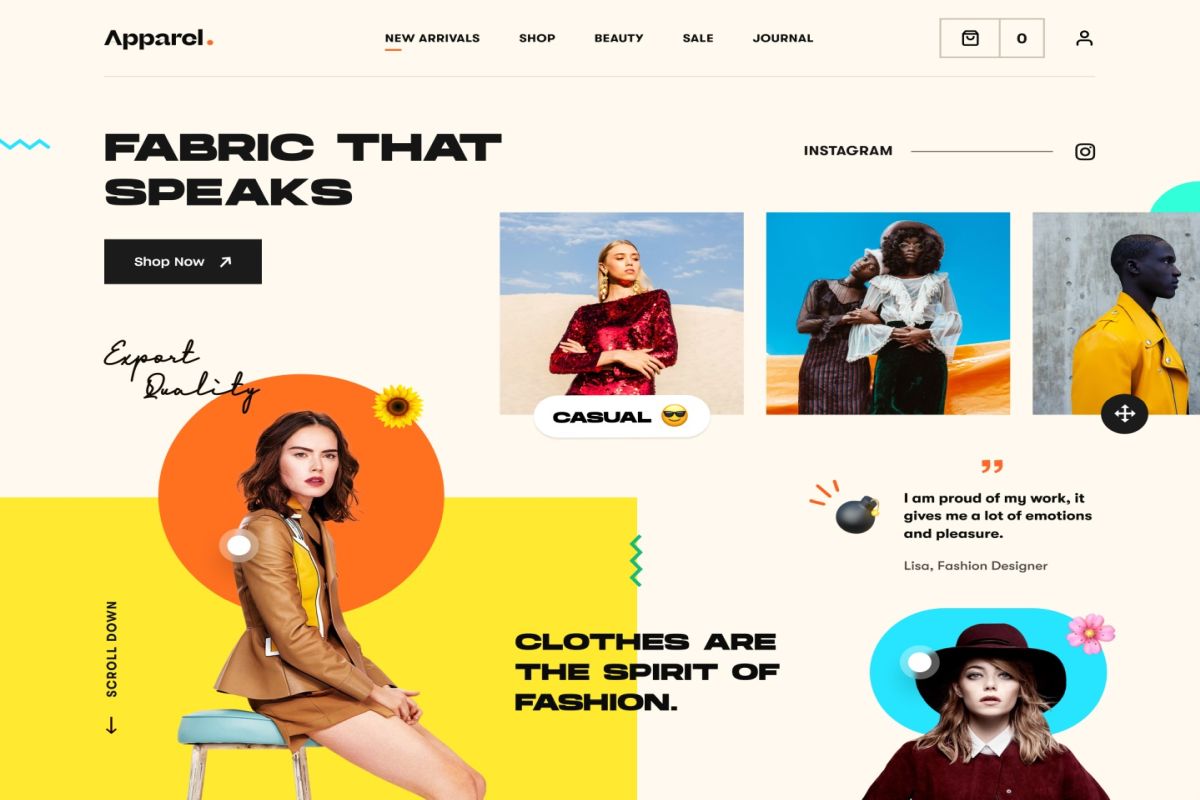 Apparel.
NEW ARRIVALS
SHOP
BEAUTY
SALE
JOURNAL
0
FABRIC THAT
SPEAKS
Shop Now
INSTAGRAM
Export
Quality
CASUAL 😎
I am proud of my work, it
gives me a lot of emotions
and pleasure.
Lisa, Fashion Designer
SCROLL DOWN
CLOTHES ARE
THE SPIRIT OF
FASHION.